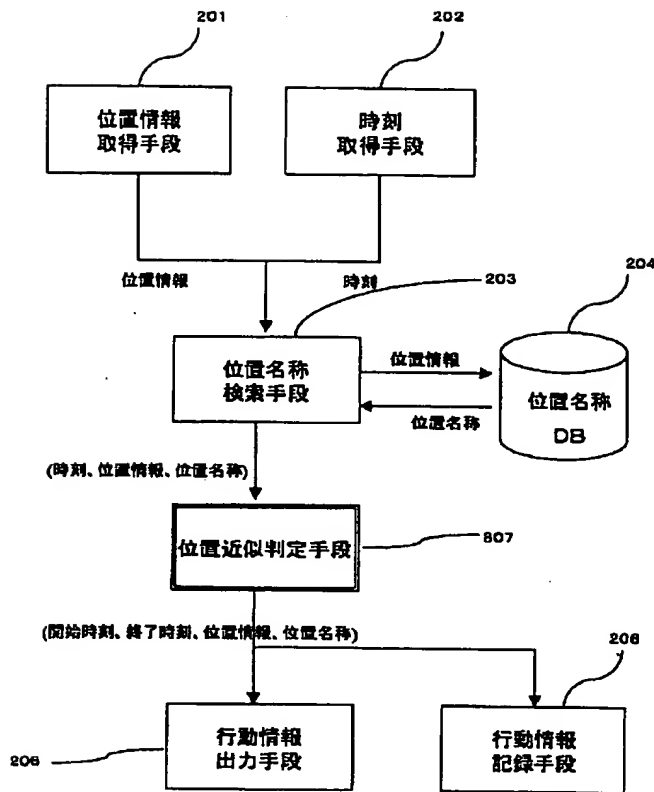 201
202
位置情報
取得手段
時刻
取得手段
位置情報
時刻
203
204
位置名称
検索手段
位置情報
位置名称
位置名称
DB
(時刻、位置情報、位置名称)
位置近似判定手段
807
(開始時刻、終了時刻、位置情報、位置名称)
206
行動情報
出力手段
行動情報
記録手段
206